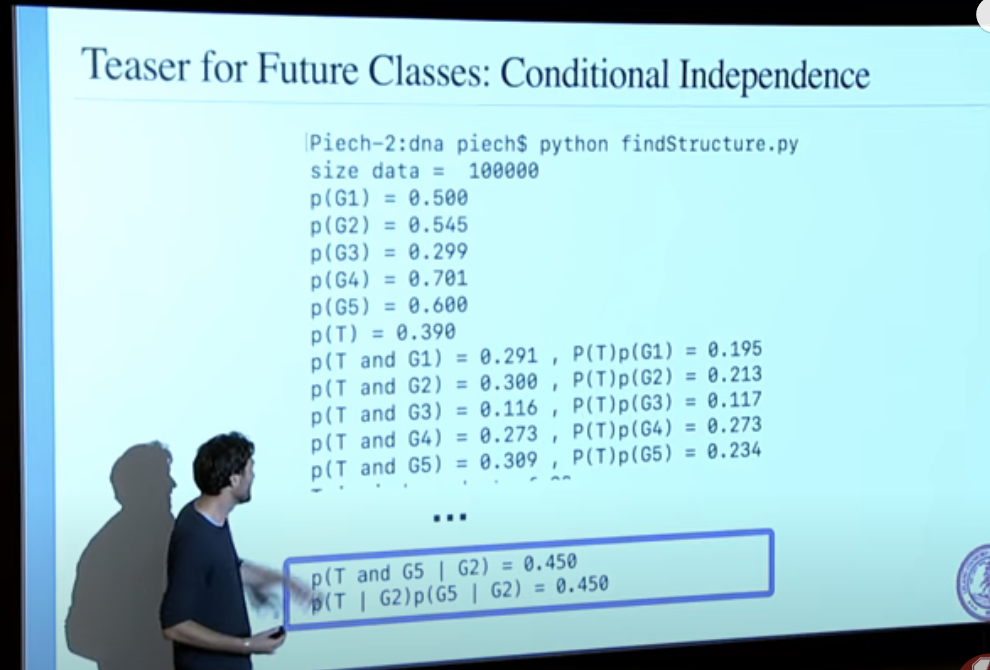 Teaser for Future Classes: Conditional Independence
Piech-2:dna piech$ python findStructure.py
size data =  100000
p(G1) = 0.500
p(G2) = 0.545
p(G3) = 0.299
p(G4) = 0.701
p(G5) = 0.600
p(T) = 0.390
p(T and G1) = 0.291 , P(T)p(G1) = 0.195
p(T and G2) = 0.300 , P(T)p(G2) = 0.213
p(T and G3) = 0.116 , P(T)p(G3) = 0.117
p(T and G4) = 0.273 , P(T)p(G4) = 0.273
p(T and G5) = 0.309 , P(T)p(G5) = 0.234
...
p(T and G5 | G2) = 0.450
p(T | G2)p(G5 | G2) = 0.450